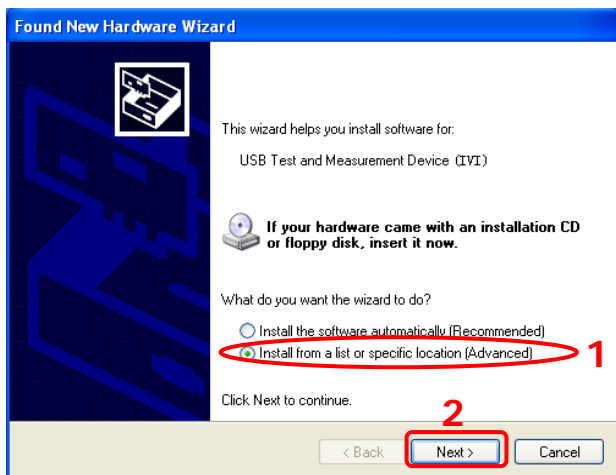 Found New Hardware Wizard
This wizard helps you install software for:
USB Test and Measurement Device (IVI)
If your hardware came with an installation CD
or floppy disk, insert it now.
What do you want the wizard to do?
Install the software automatically (Recommended)
Install from a list or specific location (Advanced)
1
Click Next to continue.
2
< Back
Next >
Cancel